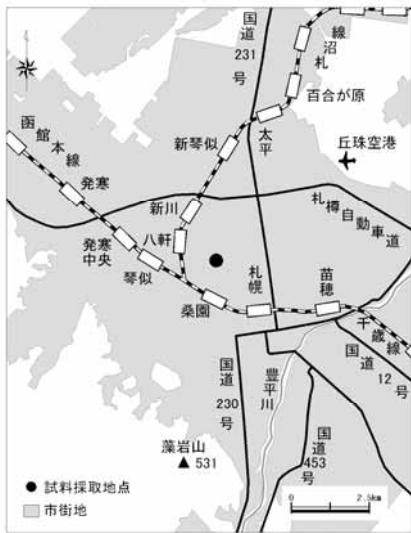 国道
231
号
札沼線
百合が原
太平
新琴似
丘珠空港
函館本線
発寒
新川
札樽自動車道
発寒
中央
八軒
琴似
札幌
苗穂
桑園
千歳線
国道
12
号
国道
230
号
豊平川
国道
453
号
藻岩山
▲ 531
● 試料採取地点
市街地
0 2.5km